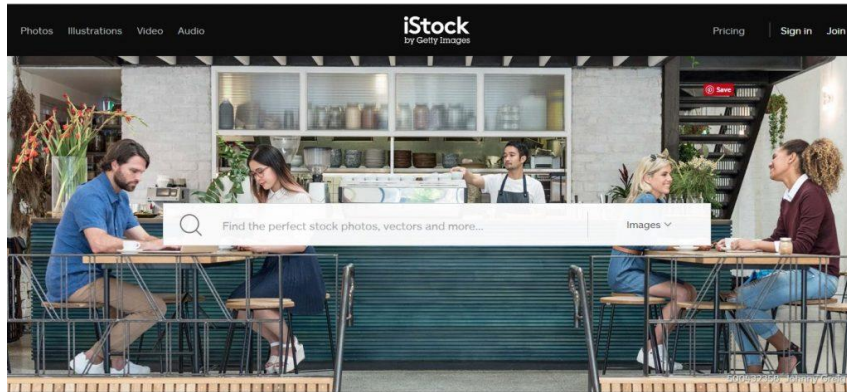 Photos Illustrations Video Audio
iStock
by Getty Images
Pricing Sign in Join
Save
Find the perfect stock photos, vectors and more...
Images